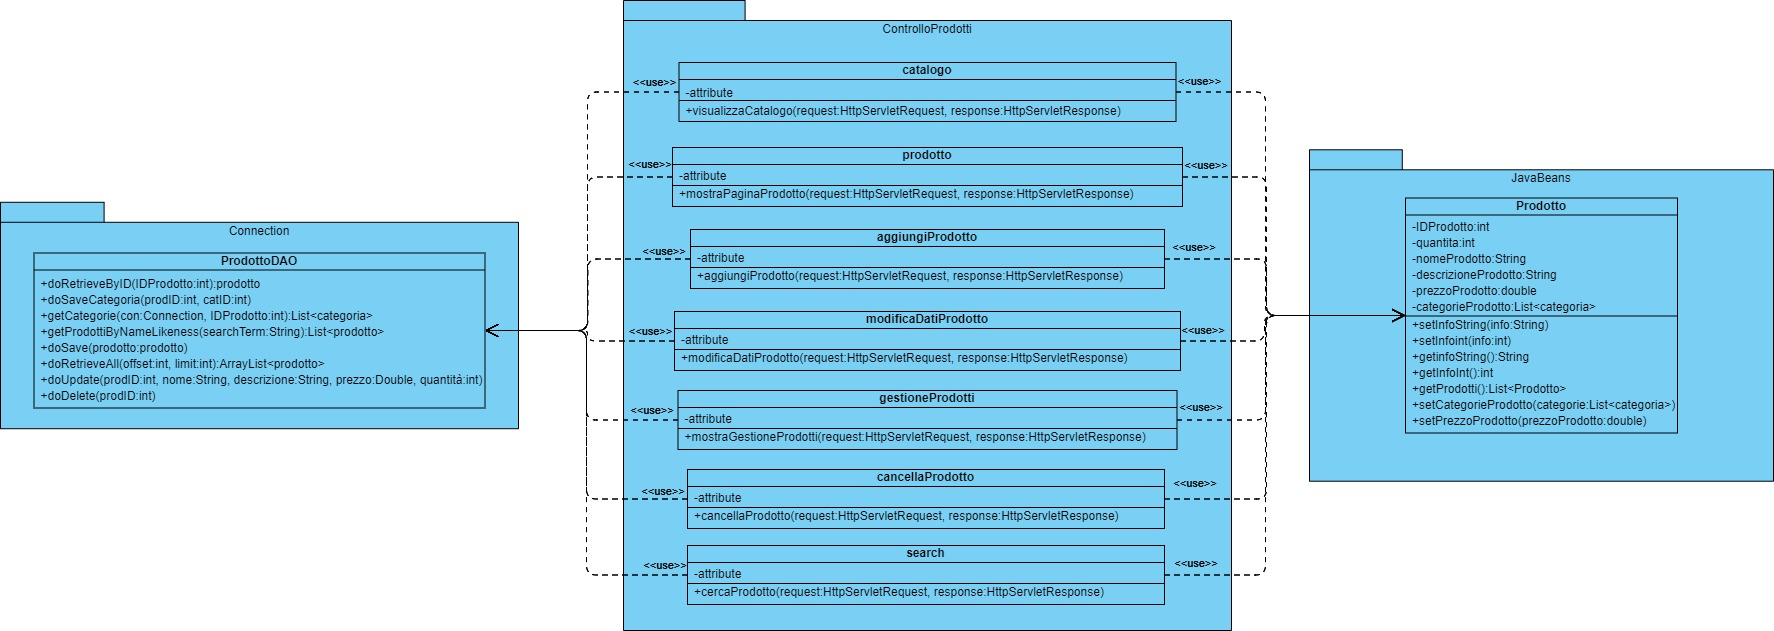 Connection
ProdottoDAO
+doRetrieveByID(IDProdotto:int):prodotto
+doSaveCategoria(prodID:int, catID:int)
+getCategorie(con:Connection, IDProdotto:int):List<categoria>
+getProdottiByNameLikeness(searchTerm:String):List<prodotto>
+doSave(prodotto:prodotto)
+doRetrieveAll(offset:int, limit:int):ArrayList<prodotto>
+doUpdate(prodID:int, nome:String, descrizione:String, prezzo:Double, quantità:int)
+doDelete(prodID:int)
ControlloProdotti
<<use>>
catalogo
<<use>>
-attribute
+visualizzaCatalogo(request:HttpServletRequest, response:HttpServletResponse)
<<use>>
prodotto
<<use>>
-attribute
+mostraPaginaProdotto(request:HttpServletRequest, response:HttpServletResponse)
<<use>>
aggiungiProdotto
<<use>>
-attribute
+aggiungiProdotto(request:HttpServletRequest, response:HttpServletResponse)
<<use>>
modificaDatiProdotto
<<use>>
-attribute
+modificaDatiProdotto(request:HttpServletRequest, response:HttpServletResponse)
<<use>>
gestioneProdotti
<<use>>
-attribute
+mostraGestioneProdotti(request:HttpServletRequest, response:HttpServletResponse)
<<use>>
cancellaProdotto
<<use>>
-attribute
+cancellaProdotto(request:HttpServletRequest, response:HttpServletResponse)
<<use>>
search
<<use>>
-attribute
+cercaProdotto(request:HttpServletRequest, response:HttpServletResponse)
JavaBeans
Prodotto
-IDProdotto:int
-quantita:int
-nomeProdotto:String
-descrizioneProdotto:String
-prezzoProdotto:double
-categorieProdotto:List<categoria>
+setInfoString(info:String)
+setInfoint(info:int)
+getinfoString():String
+getInfoInt():int
+getProdotti():List<Prodotto>
+setCategorieProdotto(categorie:List<categoria>)
+setPrezzoProdotto(prezzoProdotto:double)